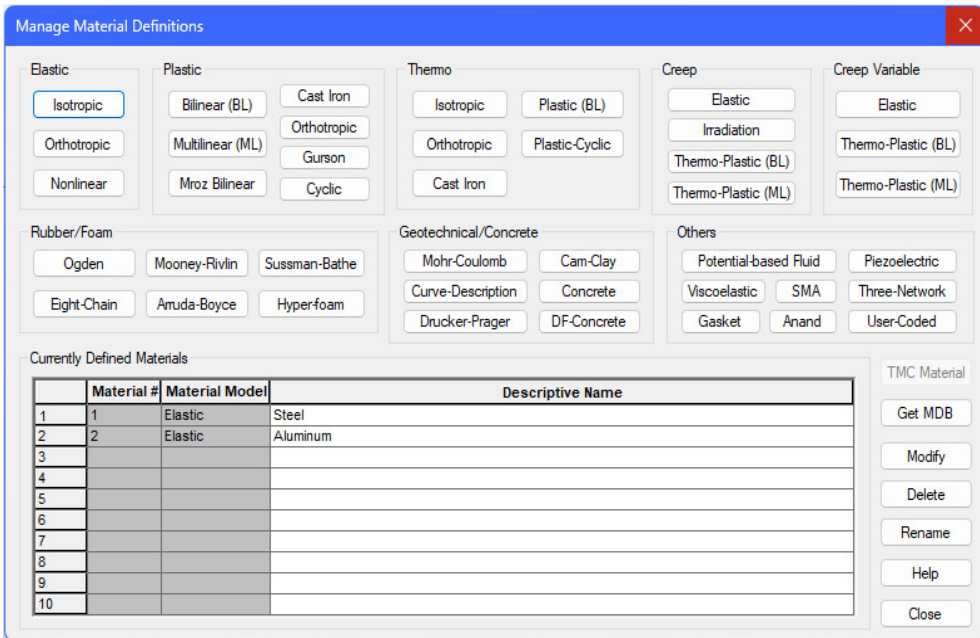 Manage Material Definitions
Elastic
Isotropic
Orthotropic
Nonlinear
Plastic
Bilinear (BL)
Multilinear (ML)
Mroz Bilinear
Cast Iron
Orthotropic
Gurson
Cyclic
Thermo
Isotropic
Plastic (BL)
Orthotropic
Plastic-Cyclic
Cast Iron
Creep
Elastic
Irradiation
Thermo-Plastic (BL)
Thermo-Plastic (ML)
Creep Variable
Elastic
Thermo-Plastic (BL)
Thermo-Plastic (ML)
Rubber/Foam
Ogden
Mooney-Rivlin
Sussman-Bathe
Eight-Chain
Arruda-Boyce
Hyper-foam
Geotechnical/Concrete
Mohr-Coulomb
Cam-Clay
Curve-Description
Concrete
Drucker-Prager
DF-Concrete
Others
Potential-based Fluid
Piezoelectric
Viscoelastic
SMA
Three-Network
Gasket
Anand
User-Coded
Currently Defined Materials
Material # Material Model Descriptive Name
1 1 Elastic Steel
2 2 Elastic Aluminum
3
4
5
6
7
8
9
10
TMC Material
Get MDB
Modify
Delete
Rename
Help
Close